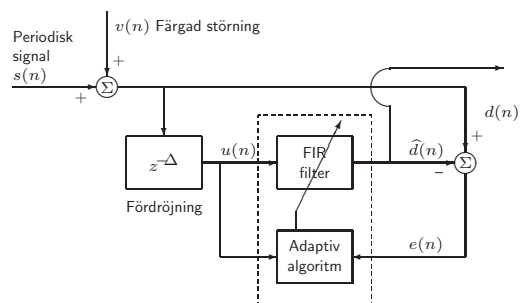 v(n) Färgad störning
Periodisk
signal
s(n)
+
+
Σ
d(n)
z^−Δ
u(n)
FIR
filter
d̂(n)
+
−
Σ
Fördröjning
Adaptiv
algoritm
e(n)